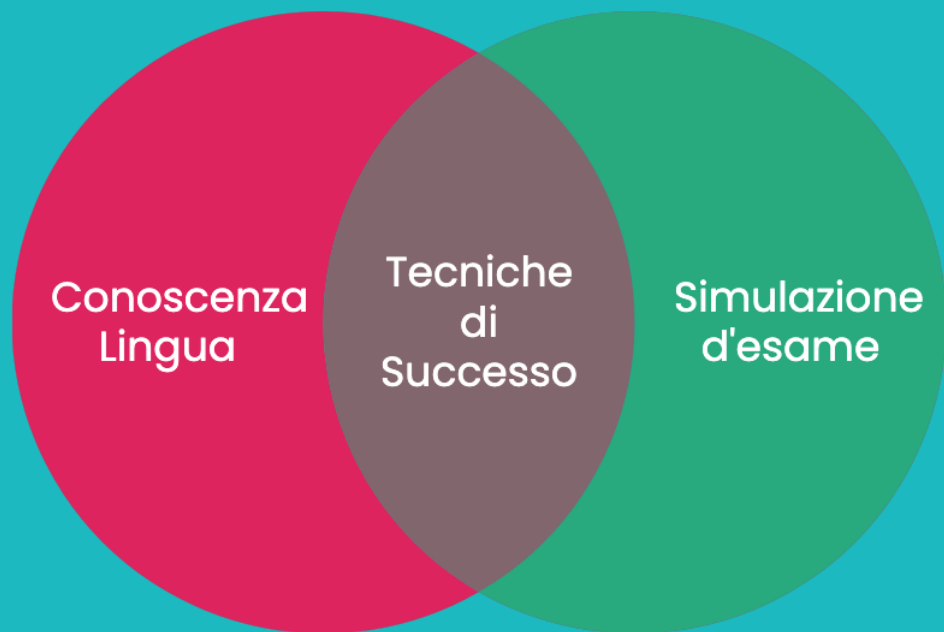 Conoscenza
Lingua
Tecniche
di
Successo
Simulazione
d'esame